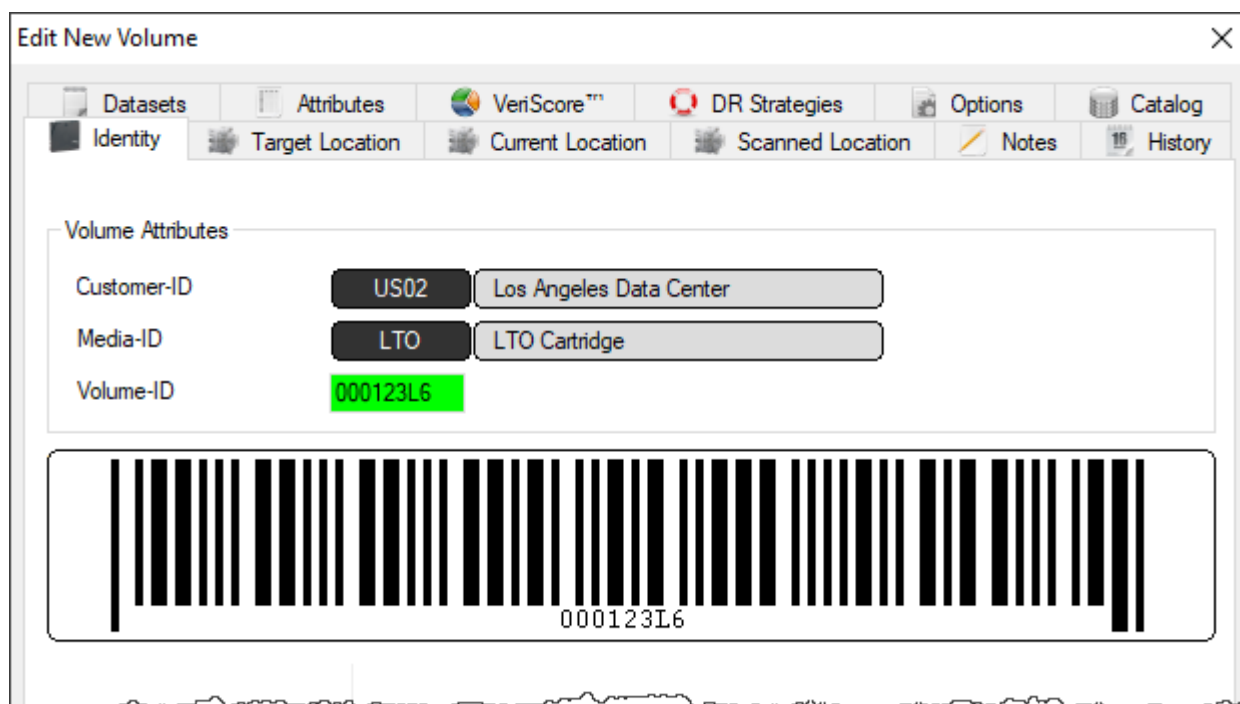 Edit New Volume
Datasets Attributes VeriScore™ DR Strategies Options Catalog
Identity Target Location Current Location Scanned Location Notes 16 History
Volume Attributes
Customer-ID US02 Los Angeles Data Center
Media-ID LTO LTO Cartridge
Volume-ID 000123L6
000123L6